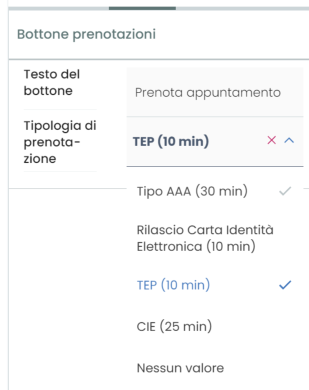 Bottone prenotazioni
Testo del
bottone
Prenota appuntamento
Tipologia di
prenota-
zione
TEP (10 min)
Tipo AAA (30 min)
Rilascio Carta Identità
Elettronica (10 min)
TEP (10 min)
CIE (25 min)
Nessun valore